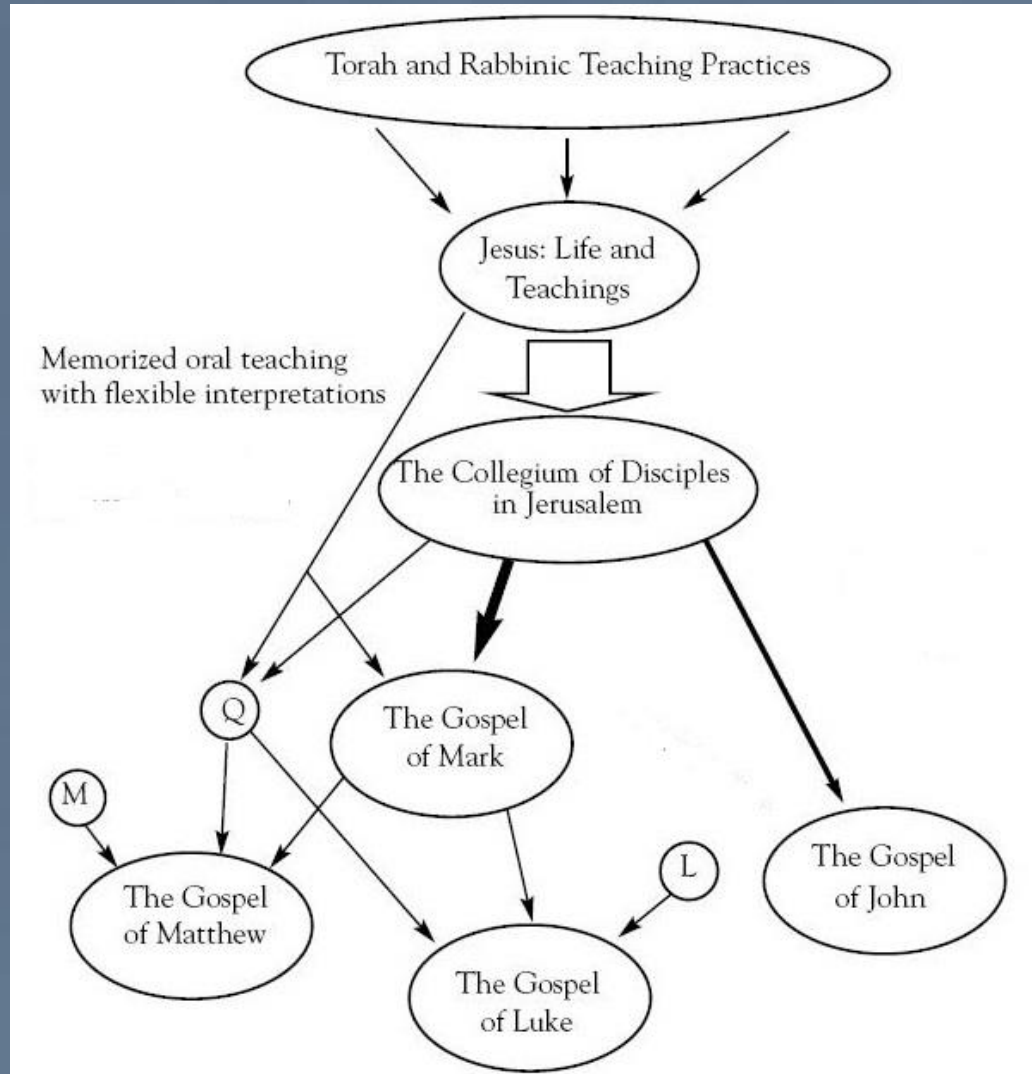 Torah and Rabbinic Teaching Practices
Jesus: Life and
Teachings
Memorized oral teaching
with flexible interpretations
The Collegium of Disciples
in Jerusalem
Q
The Gospel
of Mark
M
L
The Gospel
of John
The Gospel
of Matthew
The Gospel
of Luke